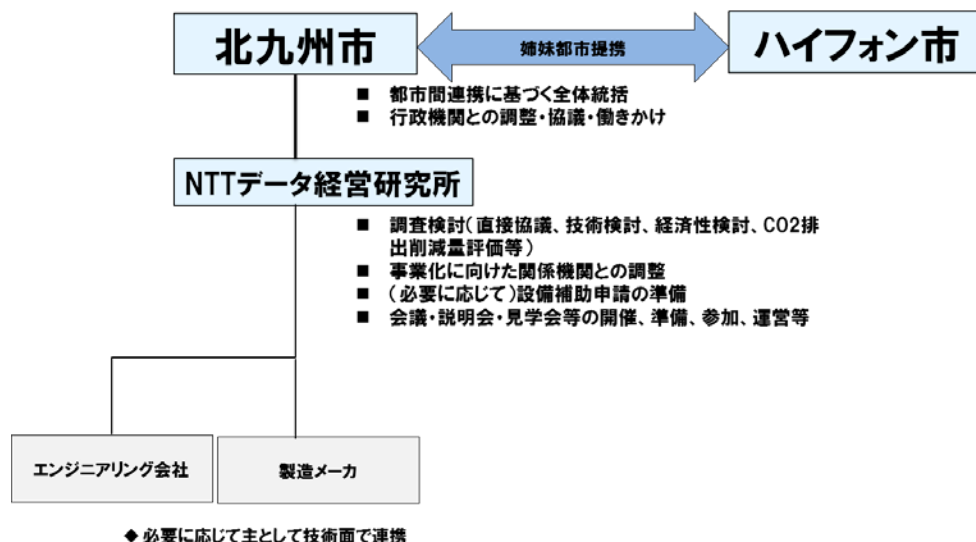 北九州市
姉妹都市提携
ハイフォン市
■ 都市間連携に基づく全体統括
■ 行政機関との調整・協議・働きかけ
NTTデータ経営研究所
■ 調査検討（直接協議、技術検討、経済性検討、CO2排
出削減量評価等）
■ 事業化に向けた関係機関との調整
■ （必要に応じて）設備補助申請の準備
■ 会議・説明会・見学会等の開催、準備、参加、運営等
エンジニアリング会社
製造メーカ
◆ 必要に応じて主として技術面で連携